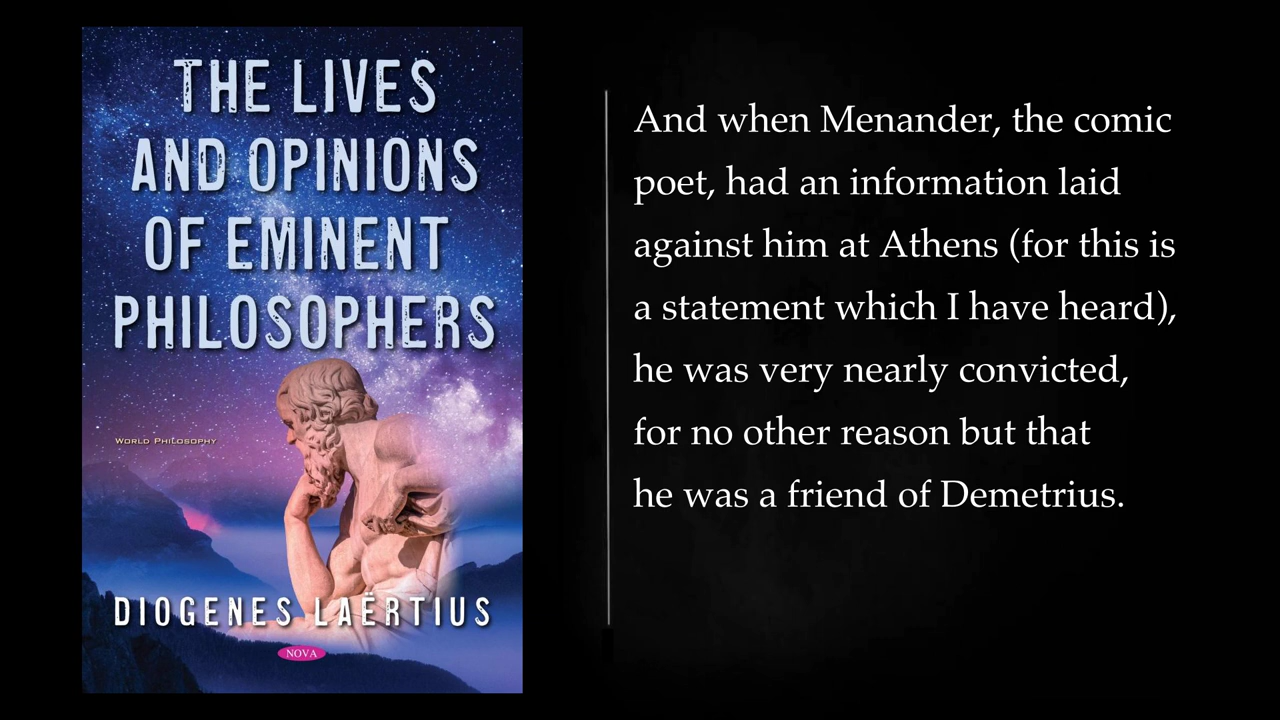 THE LIVES
AND OPINIONS
OF EMINENT
PHILOSOPHERS
WORLD PHILOSOPHY
DIOGENES LAËRTIUS
NOVA
And when Menander, the comic
poet, had an information laid
against him at Athens (for this is
a statement which I have heard),
he was very nearly convicted,
for no other reason but that
he was a friend of Demetrius.